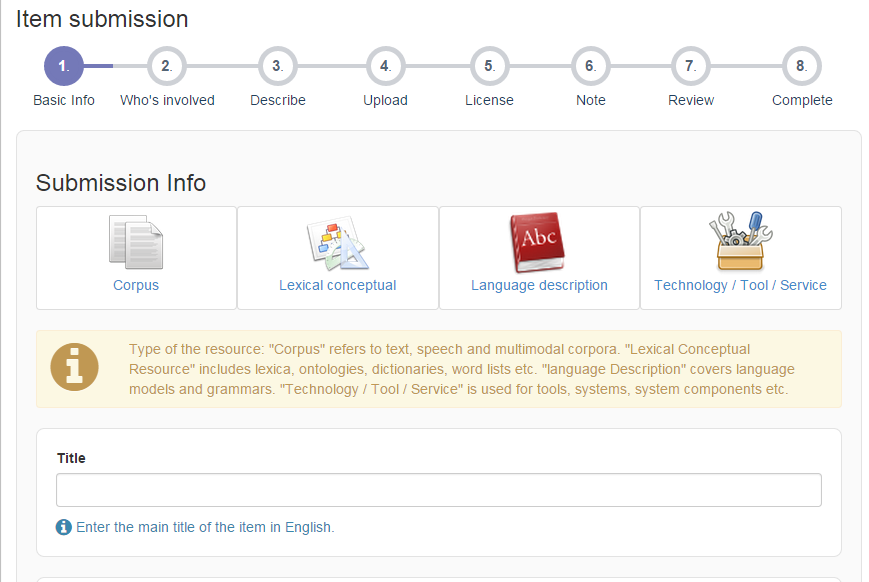 Item submission
1. 2. 3. 4. 5. 6. 7. 8.
Basic Info Who's involved Describe Upload License Note Review Complete
Submission Info
Abc
Corpus Lexical conceptual Language description Technology / Tool / Service
Type of the resource: "Corpus" refers to text, speech and multimodal corpora. "Lexical Conceptual
Resource" includes lexica, ontologies, dictionaries, word lists etc. "language Description" covers language
models and grammars. "Technology / Tool / Service" is used for tools, systems, system components etc.
Title
Enter the main title of the item in English.